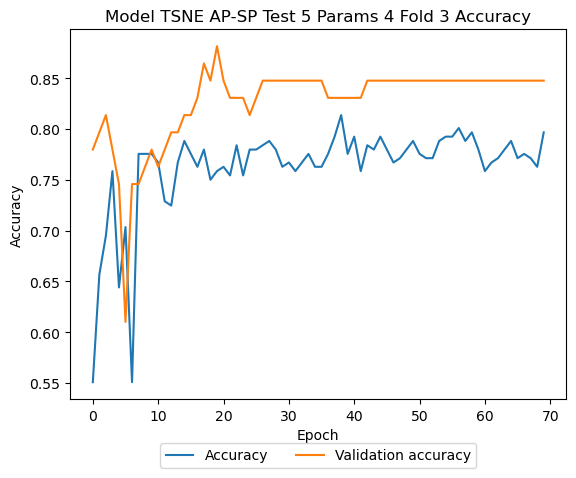 Model TSNE AP-SP Test 5 Params 4 Fold 3 Accuracy
0.85
0.80
0.75
0.70
0.65
0.60
0.55
Accuracy
0 10 20 30 40 50 60 70
Epoch
Accuracy Validation accuracy